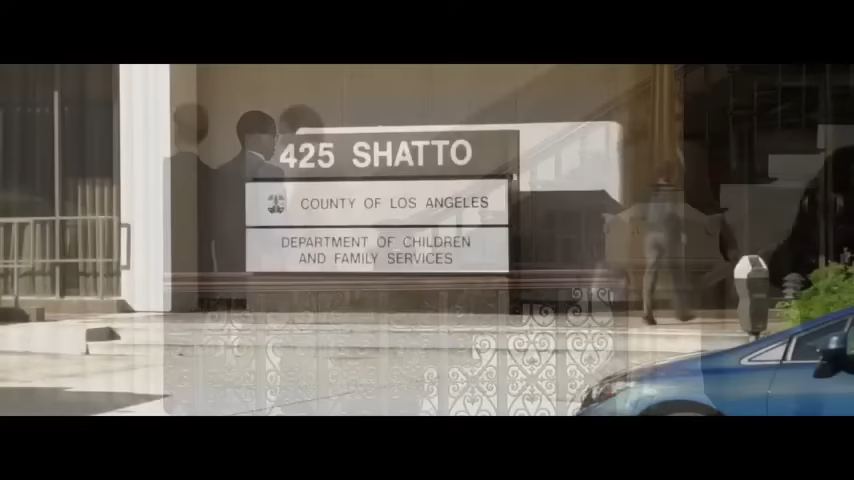 425 SHATTO
COUNTY OF LOS ANGELES
DEPARTMENT OF CHILDREN
AND FAMILY SERVICES